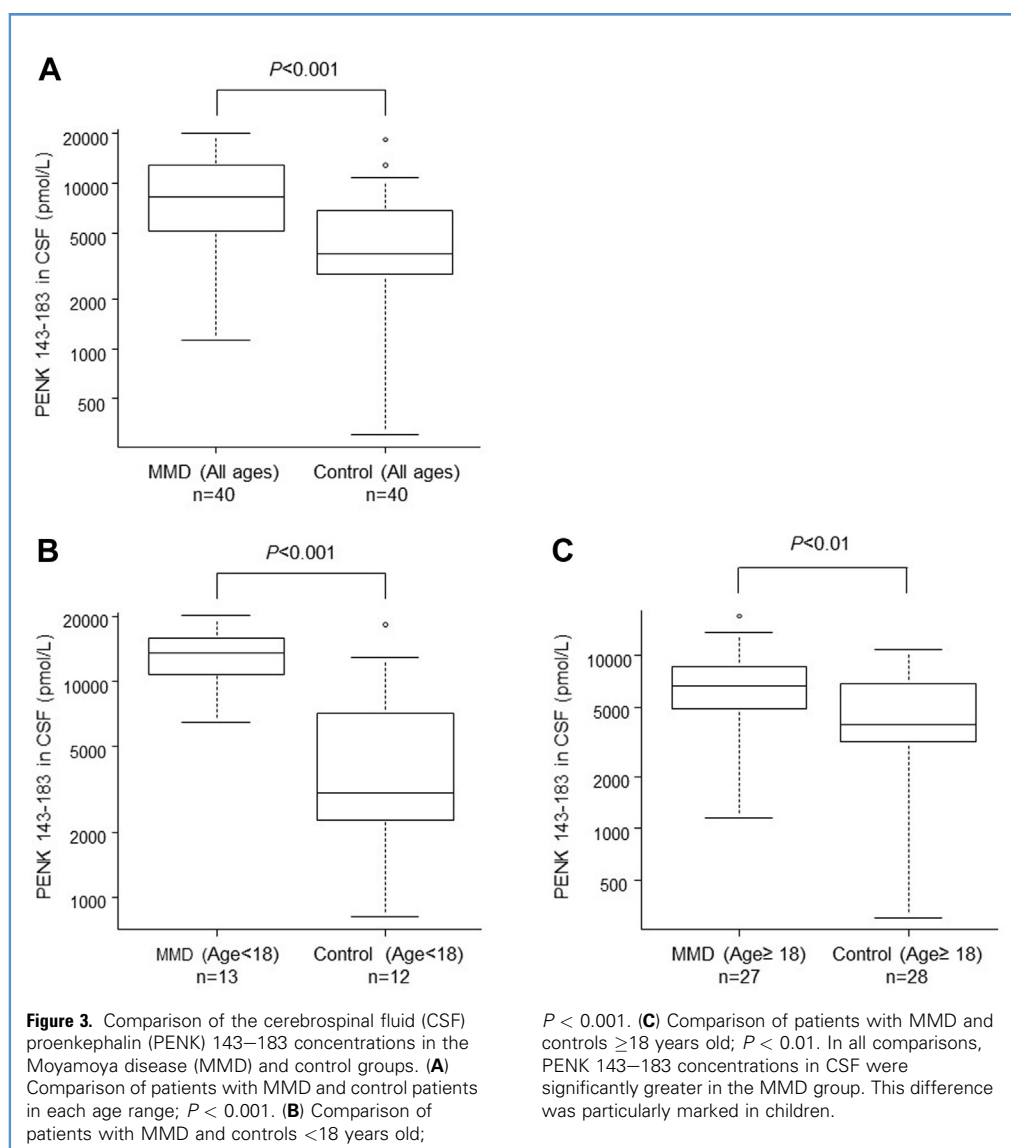 A
P<0.001
PENK 143-183 in CSF (pmol/L)
20000
10000
5000
2000
1000
500
MMD (All ages)
n=40
Control (All ages)
n=40
B
P<0.001
PENK 143-183 in CSF (pmol/L)
20000
10000
5000
2000
1000
MMD (Age<18)
n=13
Control (Age<18)
n=12
C
P<0.01
PENK 143-183 in CSF (pmol/L)
10000
5000
2000
1000
500
MMD (Age≥ 18)
n=27
Control (Age≥ 18)
n=28
Figure 3. Comparison of the cerebrospinal fluid (CSF)
proenkephalin (PENK) 143–183 concentrations in the
Moyamoya disease (MMD) and control groups. (A)
Comparison of patients with MMD and control patients
in each age range; P < 0.001. (B) Comparison of
patients with MMD and controls <18 years old;
P < 0.001. (C) Comparison of patients with MMD and
controls ≥18 years old; P < 0.01. In all comparisons,
PENK 143–183 concentrations in CSF were
significantly greater in the MMD group. This difference
was particularly marked in children.